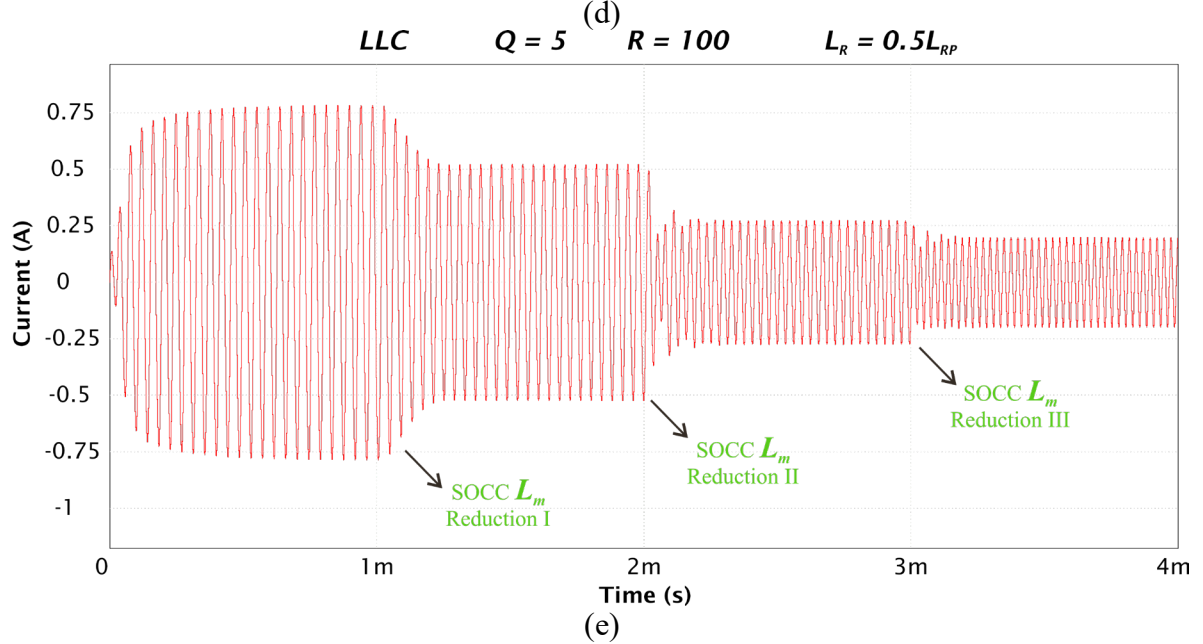 (d)
LLC Q = 5 R = 100 L_R = 0.5L_RP
0.75
0.5
0.25
0
-0.25
-0.5
-0.75
-1
Current (A)
SOCC L_m
Reduction I
SOCC L_m
Reduction II
SOCC L_m
Reduction III
0 1m 2m 3m 4m
Time (s)
(e)